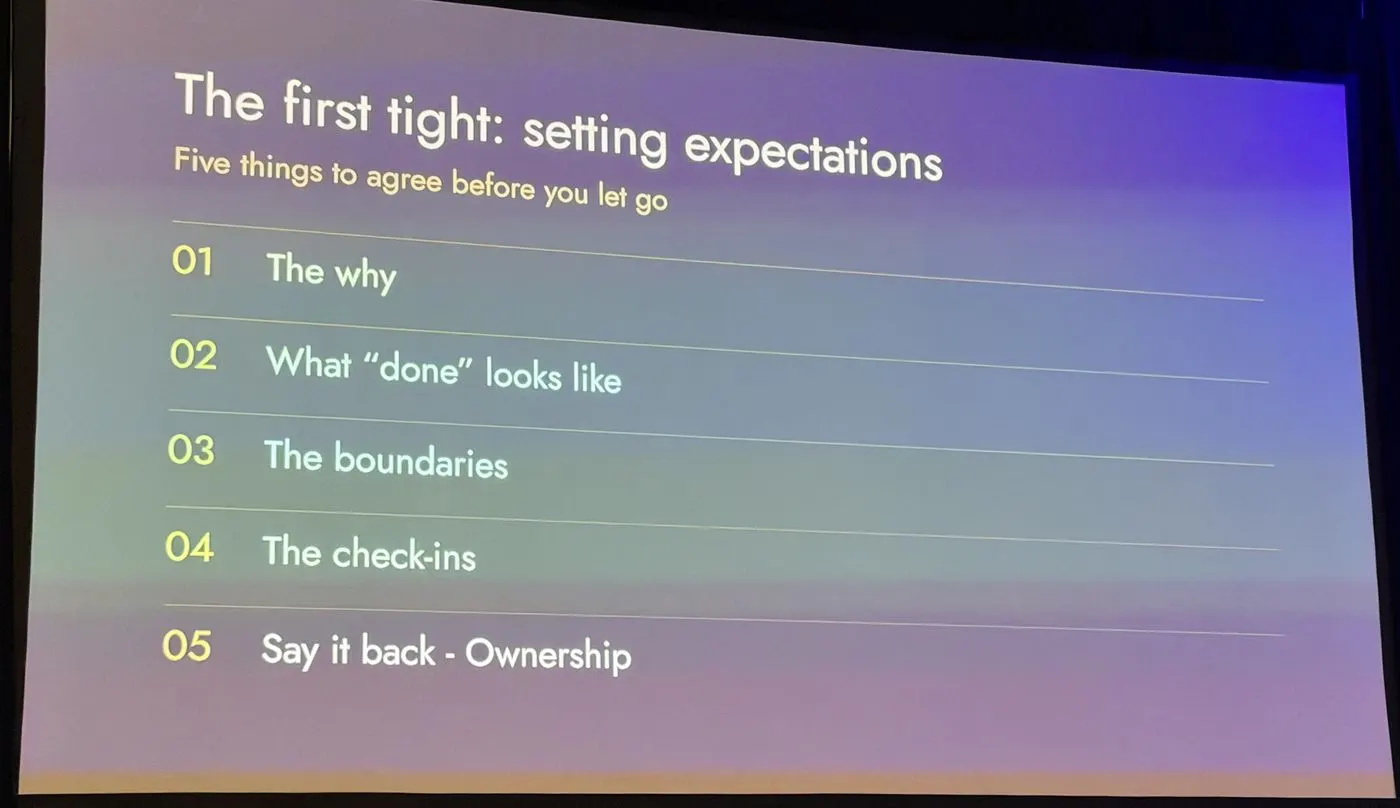 The first tight: setting expectations
Five things to agree before you let go
01 The why
02 What “done” looks like
03 The boundaries
04 The check-ins
05 Say it back - Ownership